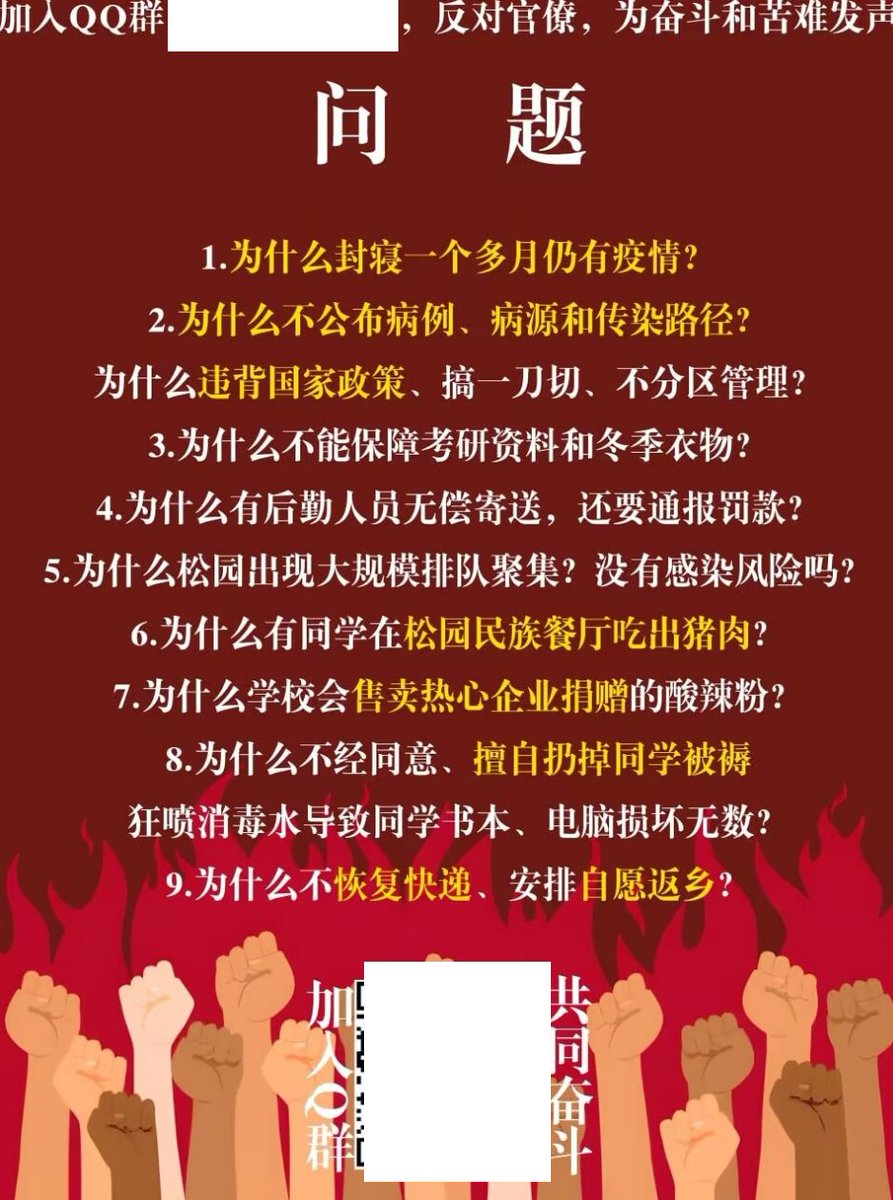 加入QQ群，反对官僚，为奋斗和苦难发声
问题
1.为什么封寝一个多月仍有疫情?
2.为什么不公布病例、病源和传染路径?
为什么违背国家政策、搞一刀切、不分区管理?
3.为什么不能保障考研资料和冬季衣物?
4.为什么有后勤人员无偿寄送，还要通报罚款?
5.为什么松园出现大规模排队聚集? 没有感染风险吗?
6.为什么有同学在松园民族餐厅吃出猪肉?
7.为什么学校会售卖热心企业捐赠的酸辣粉?
8.为什么不经同意、擅自扔掉同学被褥
狂喷消毒水导致同学书本、电脑损坏无数?
9.为什么不恢复快递、安排自愿返乡?
加入Q群
共同奋斗